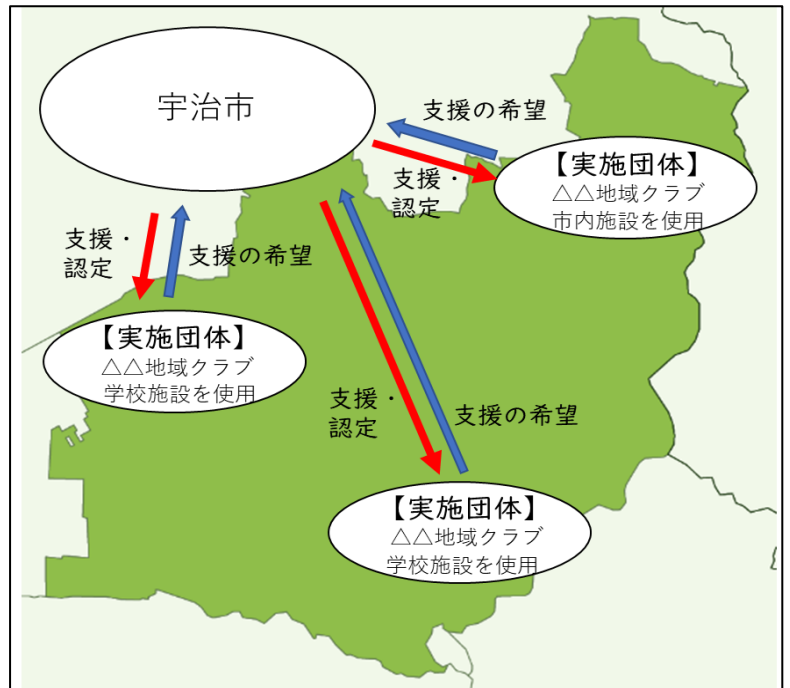 宇治市
支援の希望
支援・
認定
【実施団体】
△△地域クラブ
市内施設を使用
支援・
認定
支援の希望
【実施団体】
△△地域クラブ
学校施設を使用
支援・
認定
支援の希望
【実施団体】
△△地域クラブ
学校施設を使用